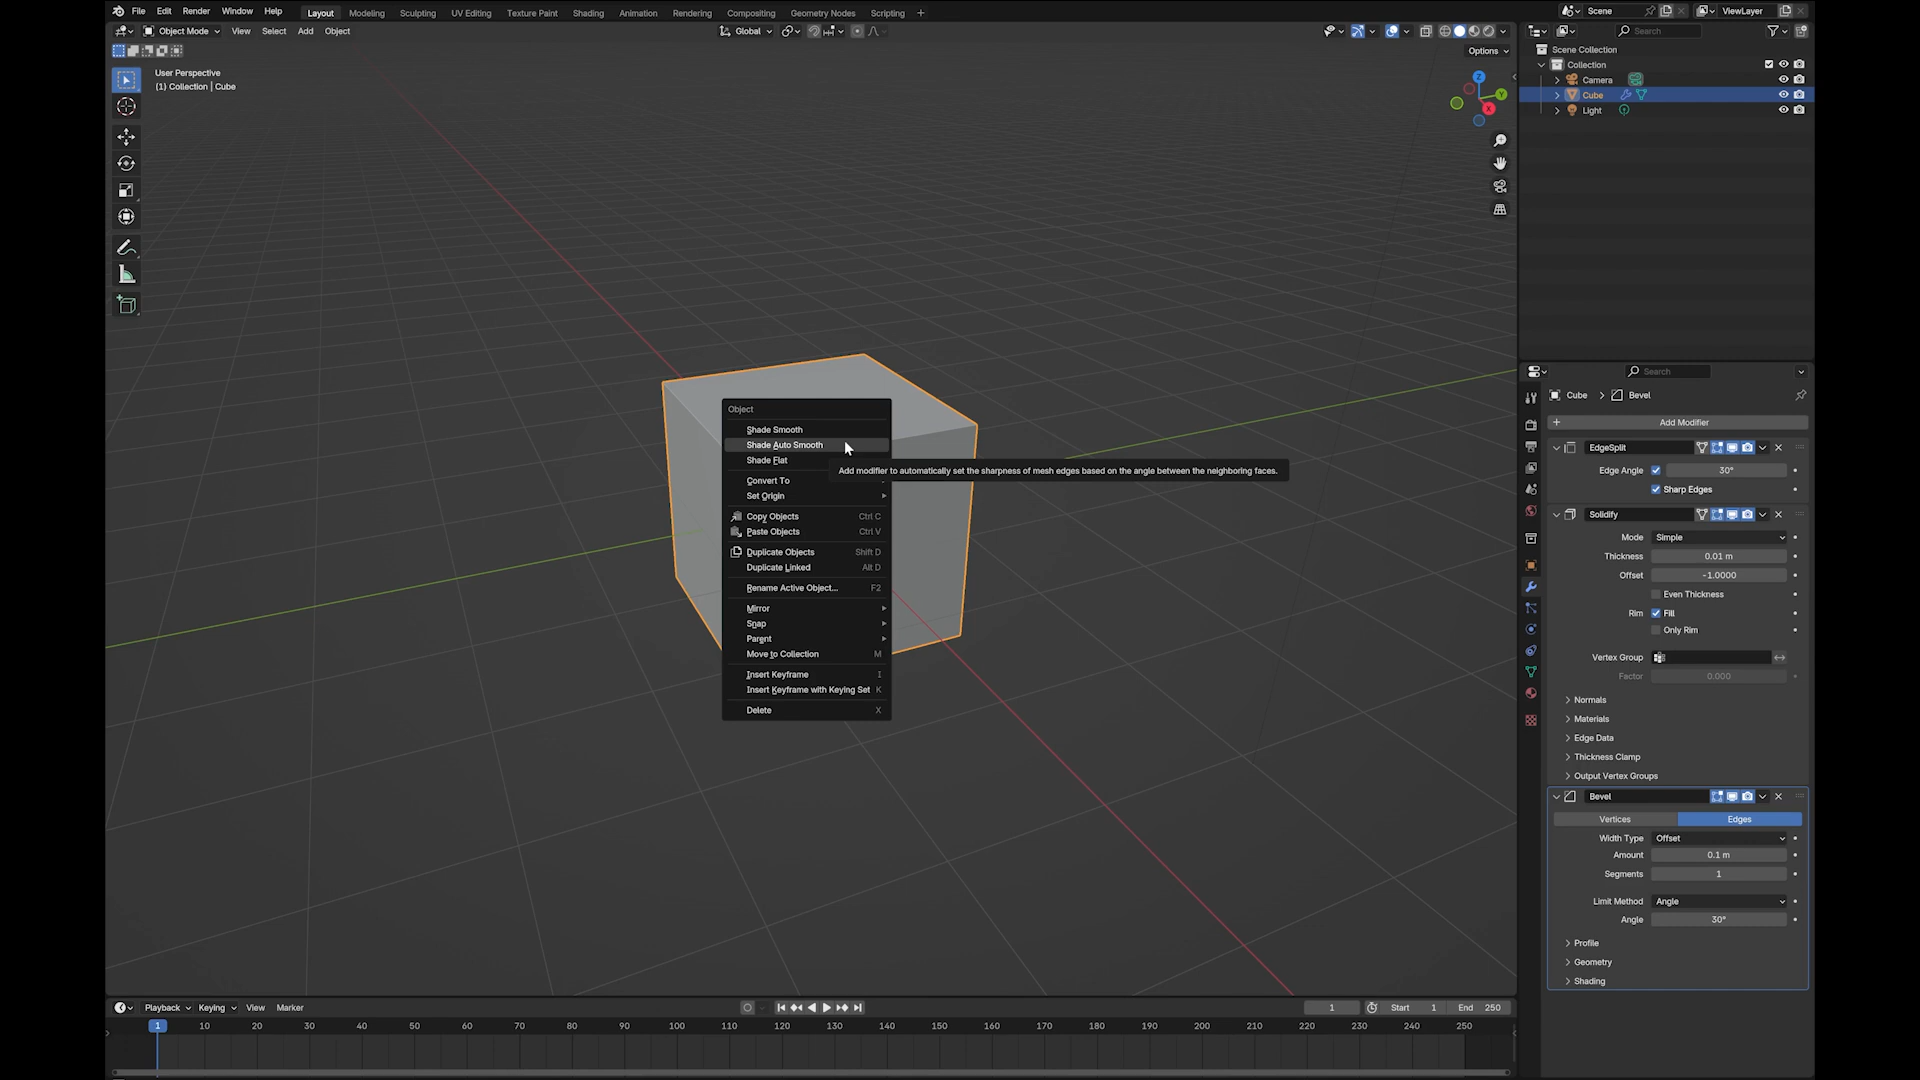 File Edit Render Window Help Layout Modeling Sculpting UV Editing Texture Paint Shading Animation Rendering Compositing Geometry Nodes Scripting + Scene ViewLayer
Object Mode View Select Add Object Global Search
Options
User Perspective
(1) Collection | Cube
Z
Y
X
Scene Collection
Collection
Camera
Cube
Light
Object
Shade Smooth
Shade Auto Smooth
Shade Flat
Add modifier to automatically set the sharpness of mesh edges based on the angle between the neighboring faces.
Convert To
Set Origin
Copy Objects Ctrl C
Paste Objects Ctrl V
Duplicate Objects Shift D
Duplicate Linked Alt D
Rename Active Object... F2
Mirror
Snap
Parent
Move to Collection M
Insert Keyframe I
Insert Keyframe with Keying Set K
Delete X
Search
Cube > Bevel
+ Add Modifier
EdgeSplit
Edge Angle 30°
Sharp Edges
Solidify
Mode Simple
Thickness 0.01 m
Offset -1.0000
Even Thickness
Rim Fill
Only Rim
Vertex Group
Factor 0.000
Normals
Materials
Edge Data
Thickness Clamp
Output Vertex Groups
Bevel
Vertices Edges
Width Type Offset
Amount 0.1 m
Segments 1
Limit Method Angle
Angle 30°
Profile
Geometry
Shading
Playback Keying View Marker 1 Start 1 End 250
1 10 20 30 40 50 60 70 80 90 100 110 120 130 140 150 160 170 180 190 200 210 220 230 240 250